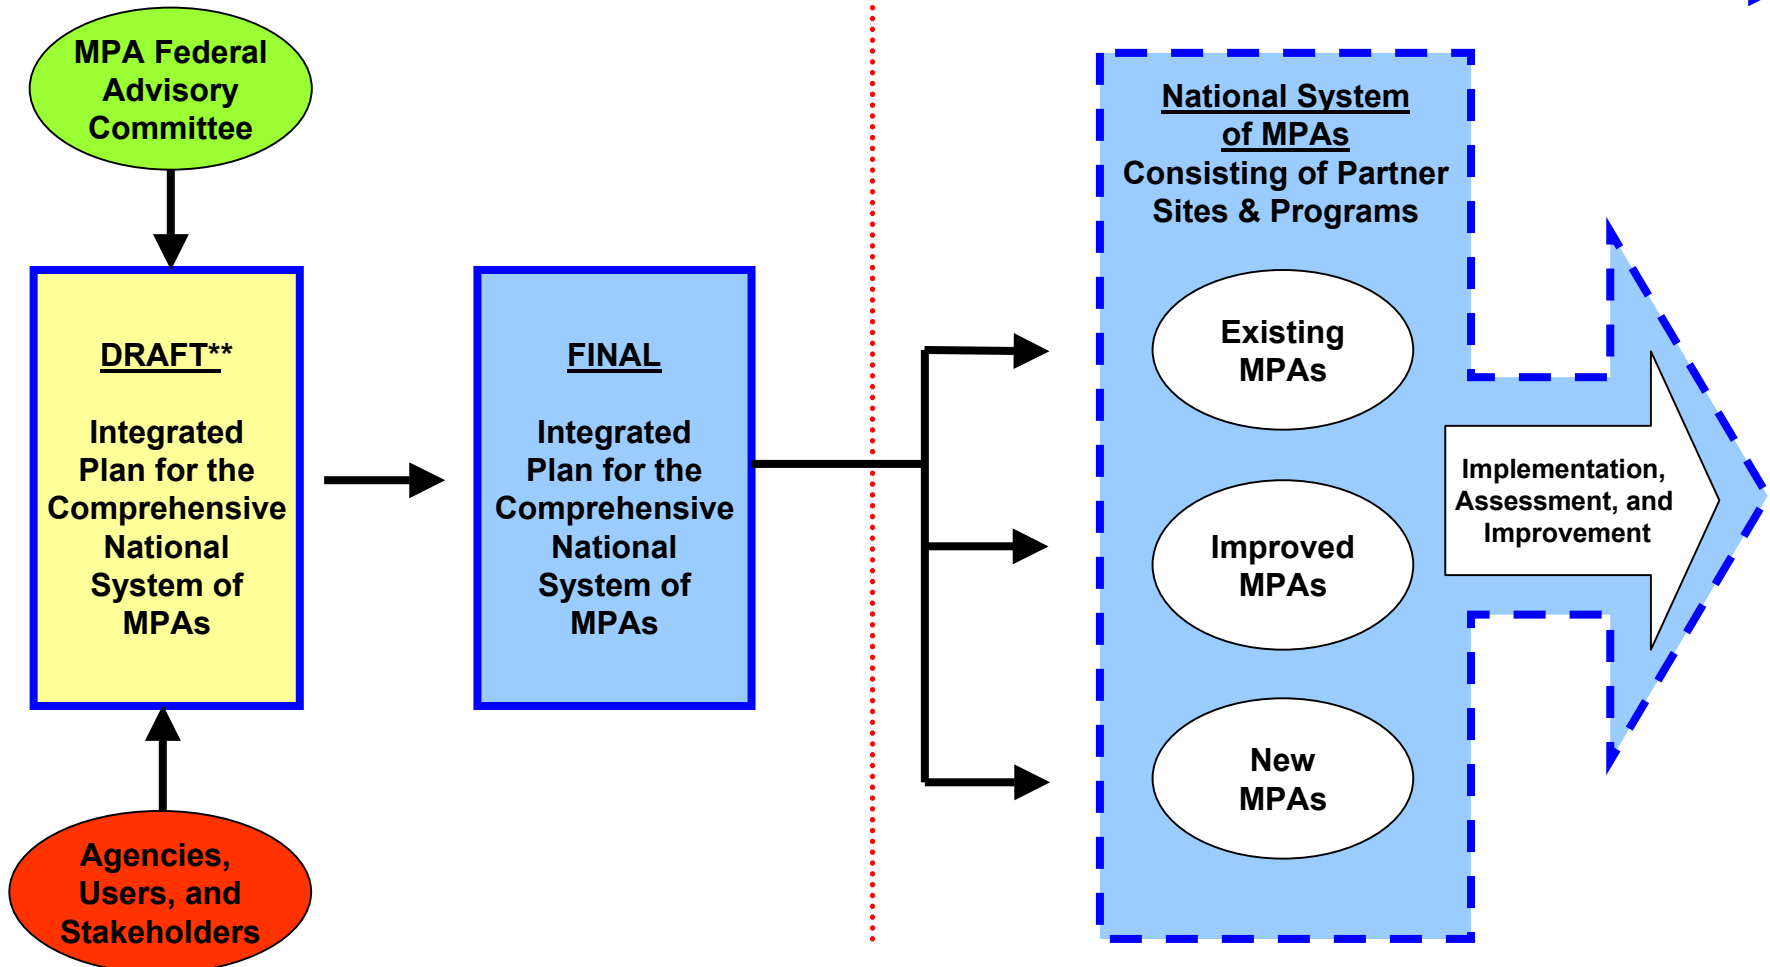 MPA Federal
Advisory
Committee
DRAFT**
Integrated
Plan for the
Comprehensive
National
System of
MPAs
Agencies,
Users, and
Stakeholders
FINAL
Integrated
Plan for the
Comprehensive
National
System of
MPAs
National System
of MPAs
Consisting of Partner
Sites & Programs
Existing
MPAs
Improved
MPAs
New
MPAs
Implementation,
Assessment, and
Improvement